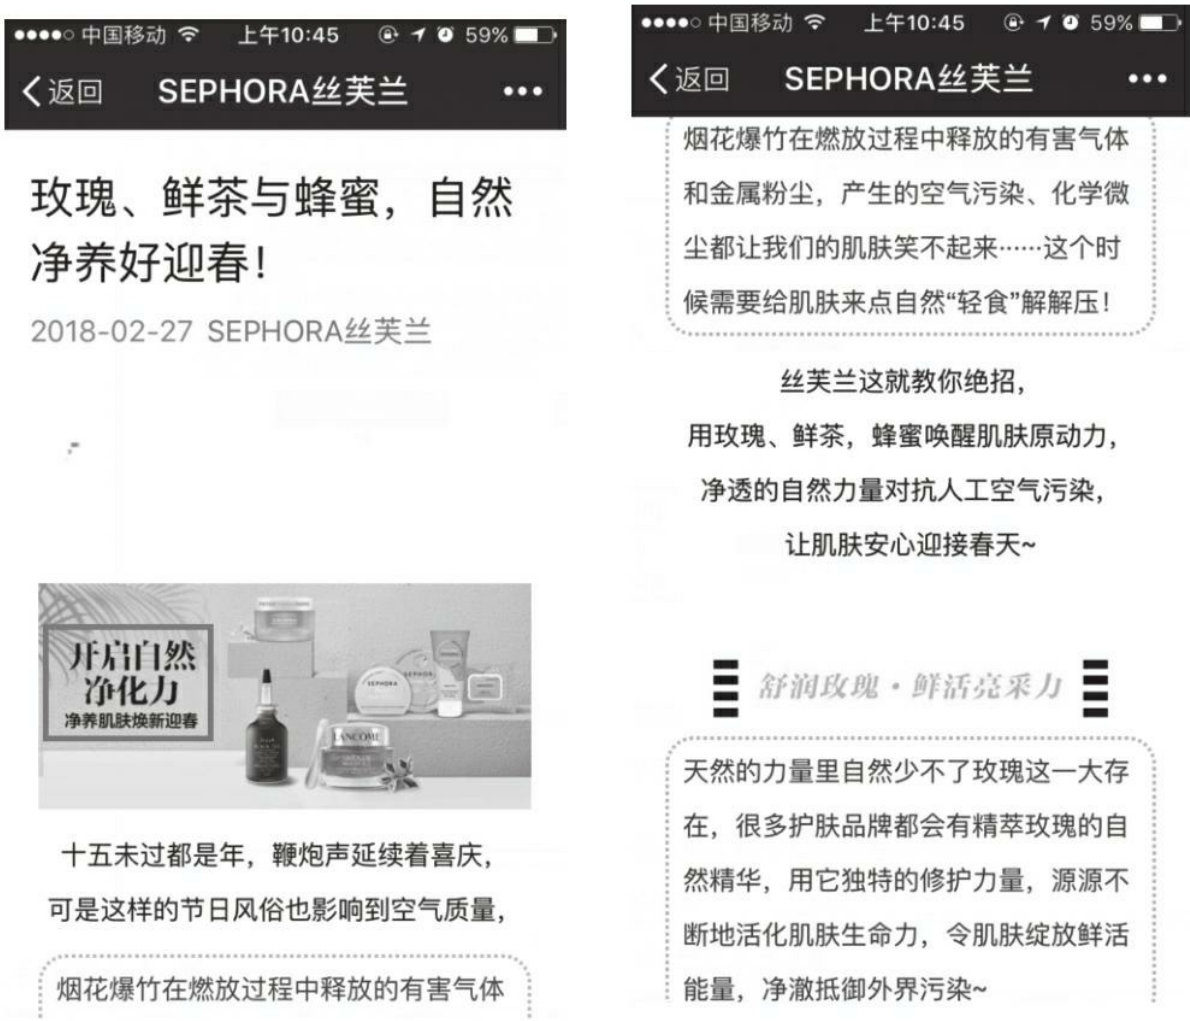 中国移动 上午10:45 59%
返回 SEPHORA丝芙兰
玫瑰、鲜茶与蜂蜜，自然
净养好迎春！
2018-02-27 SEPHORA丝芙兰
开启自然
净化力
净养肌肤焕新迎春
SEPHORA
SEPHOR
LANCOME
十五未过都是年，鞭炮声延续着喜庆，
可是这样的节日风俗也影响到空气质量，
烟花爆竹在燃放过程中释放的有害气体
中国移动 上午10:45 59%
返回 SEPHORA丝芙兰
烟花爆竹在燃放过程中释放的有害气体
和金属粉尘，产生的空气污染、化学微
尘都让我们的肌肤笑不起来……这个时
候需要给肌肤来点自然“轻食”解解压！
丝芙兰这就教你绝招，
用玫瑰、鲜茶，蜂蜜唤醒肌肤原动力，
净透的自然力量对抗人工空气污染，
让肌肤安心迎接春天~
舒润玫瑰·鲜活亮采力
天然的力量里自然少不了玫瑰这一大存
在，很多护肤品牌都会有精萃玫瑰的自
然精华，用它独特的修护力量，源源不
断地活化肌肤生命力，令肌肤绽放鲜活
能量，净澈抵御外界污染~